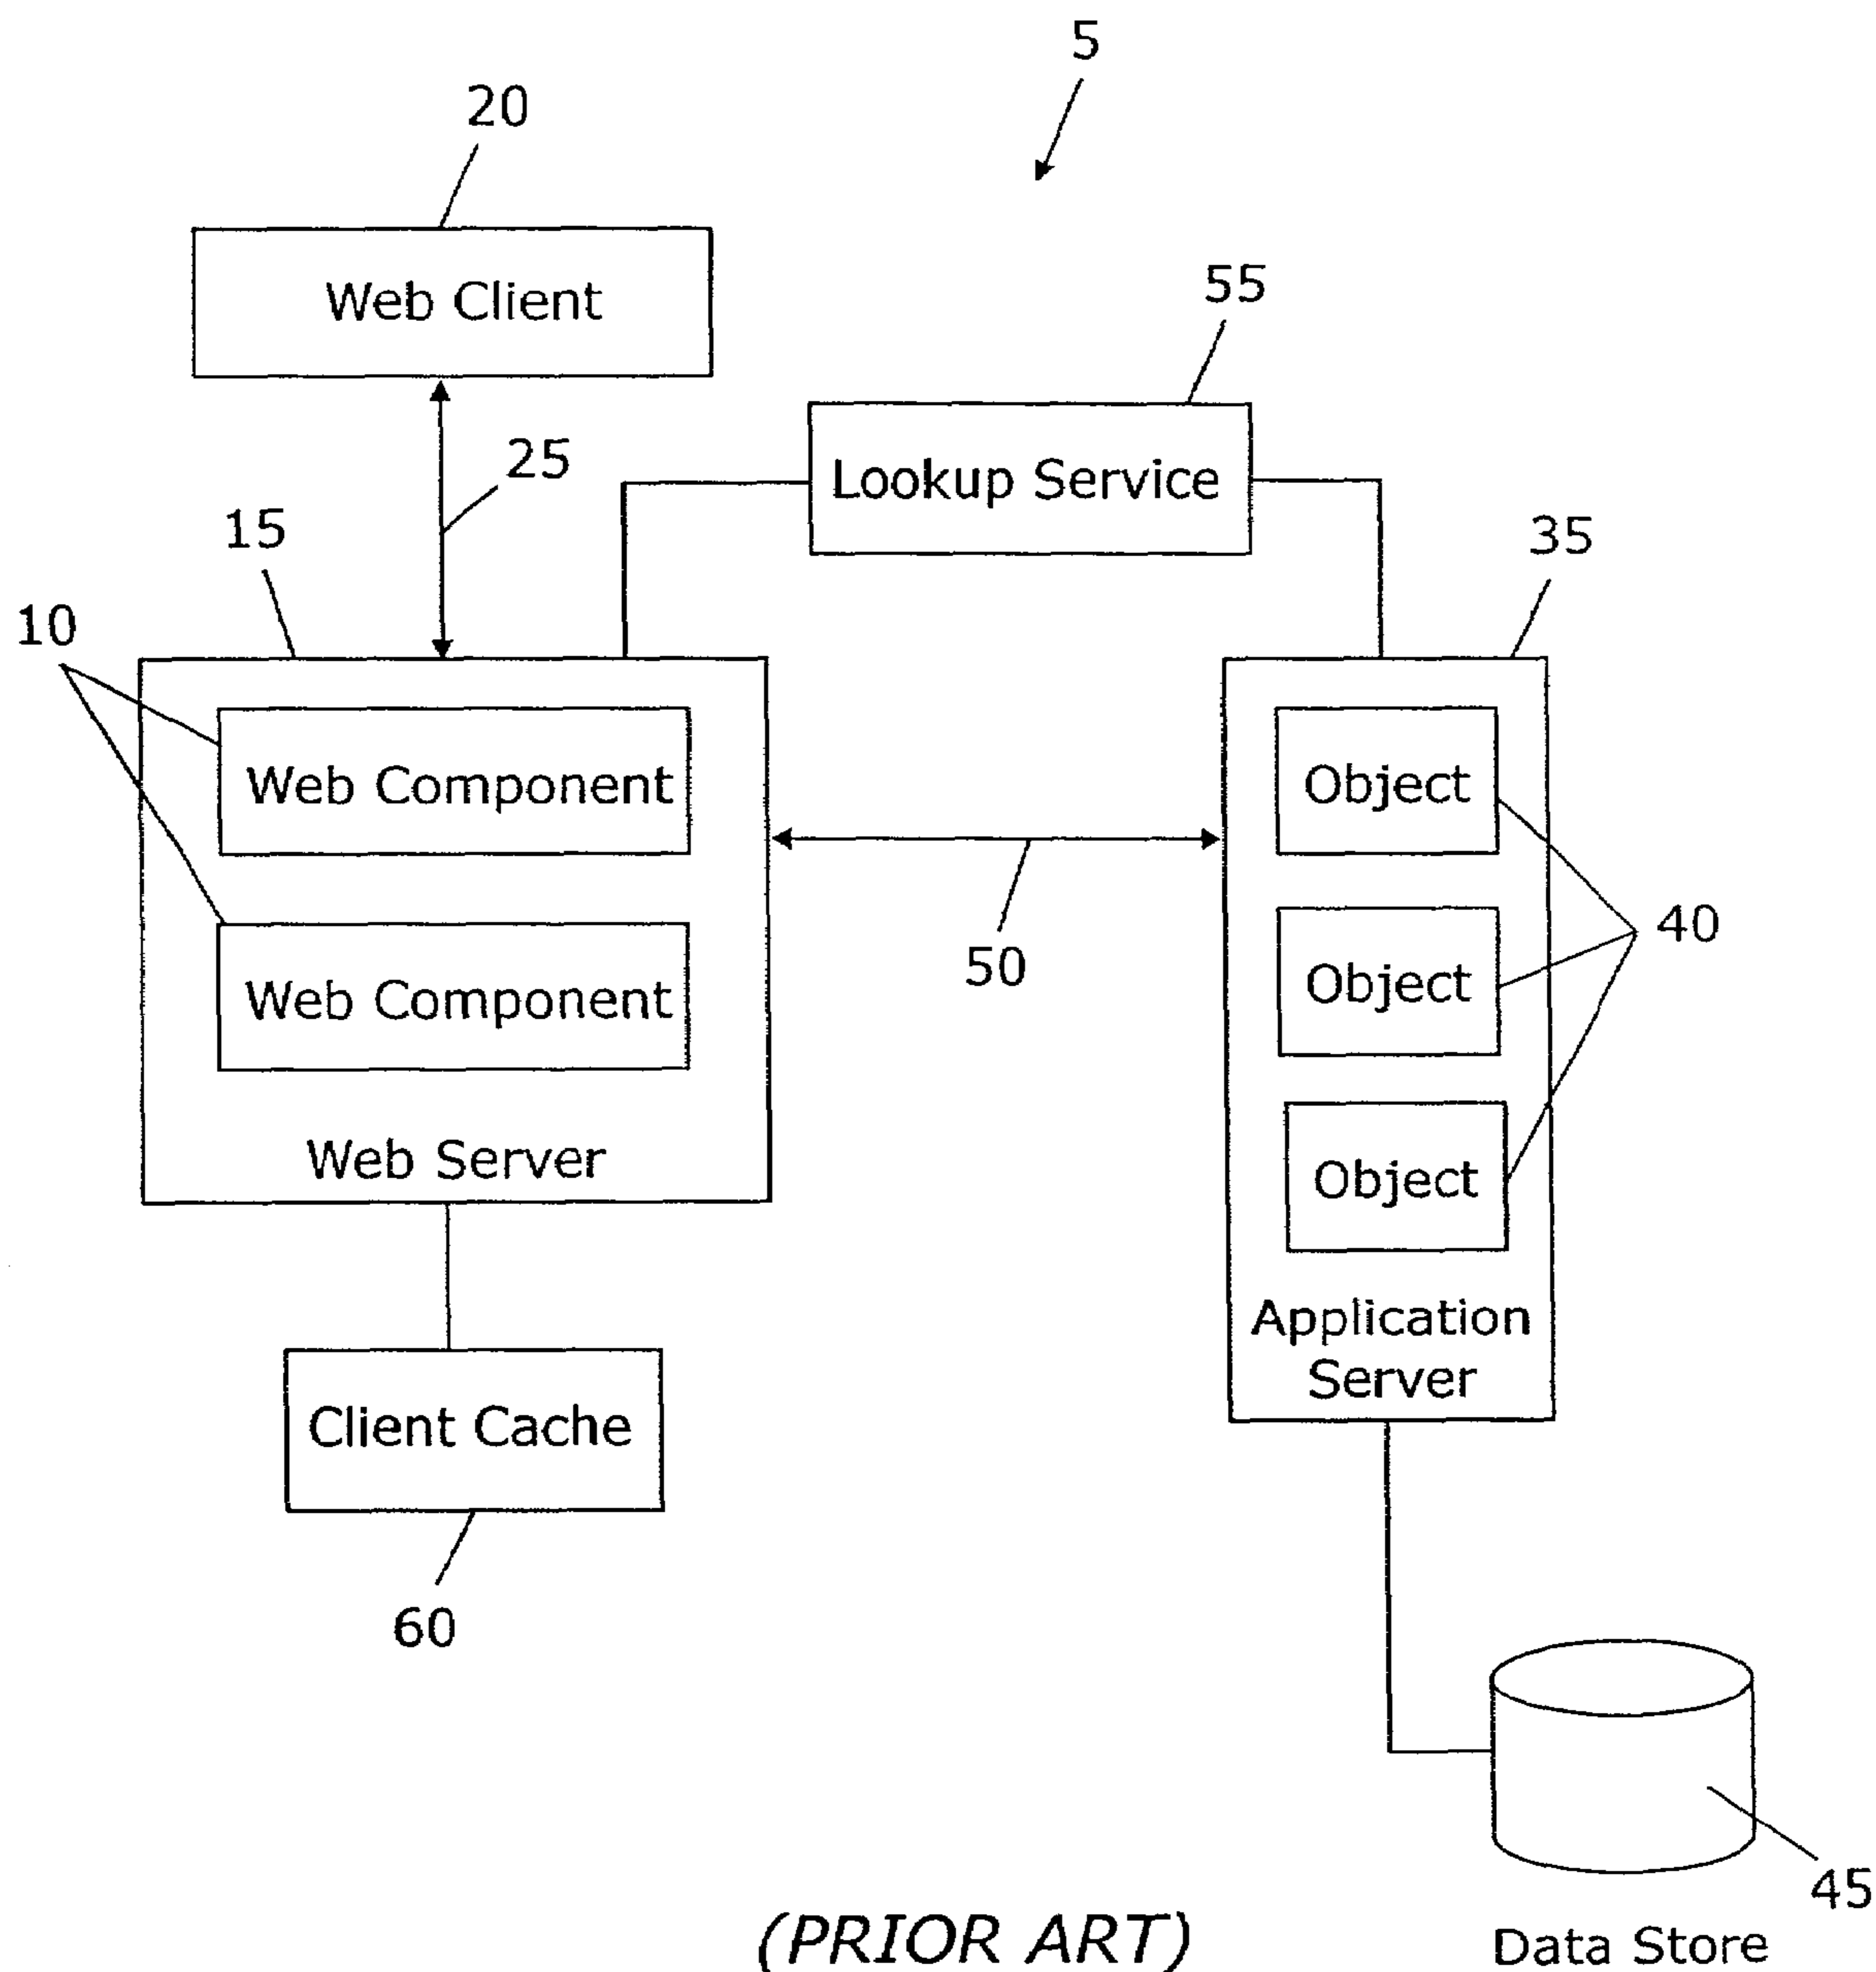 5
20
Web Client
55
25
Lookup Service
15
35
10
Web Component
Object
50
40
Web Component
Object
Web Server
Object
Application
Server
Client Cache
60
45
(PRIOR ART)
Data Store